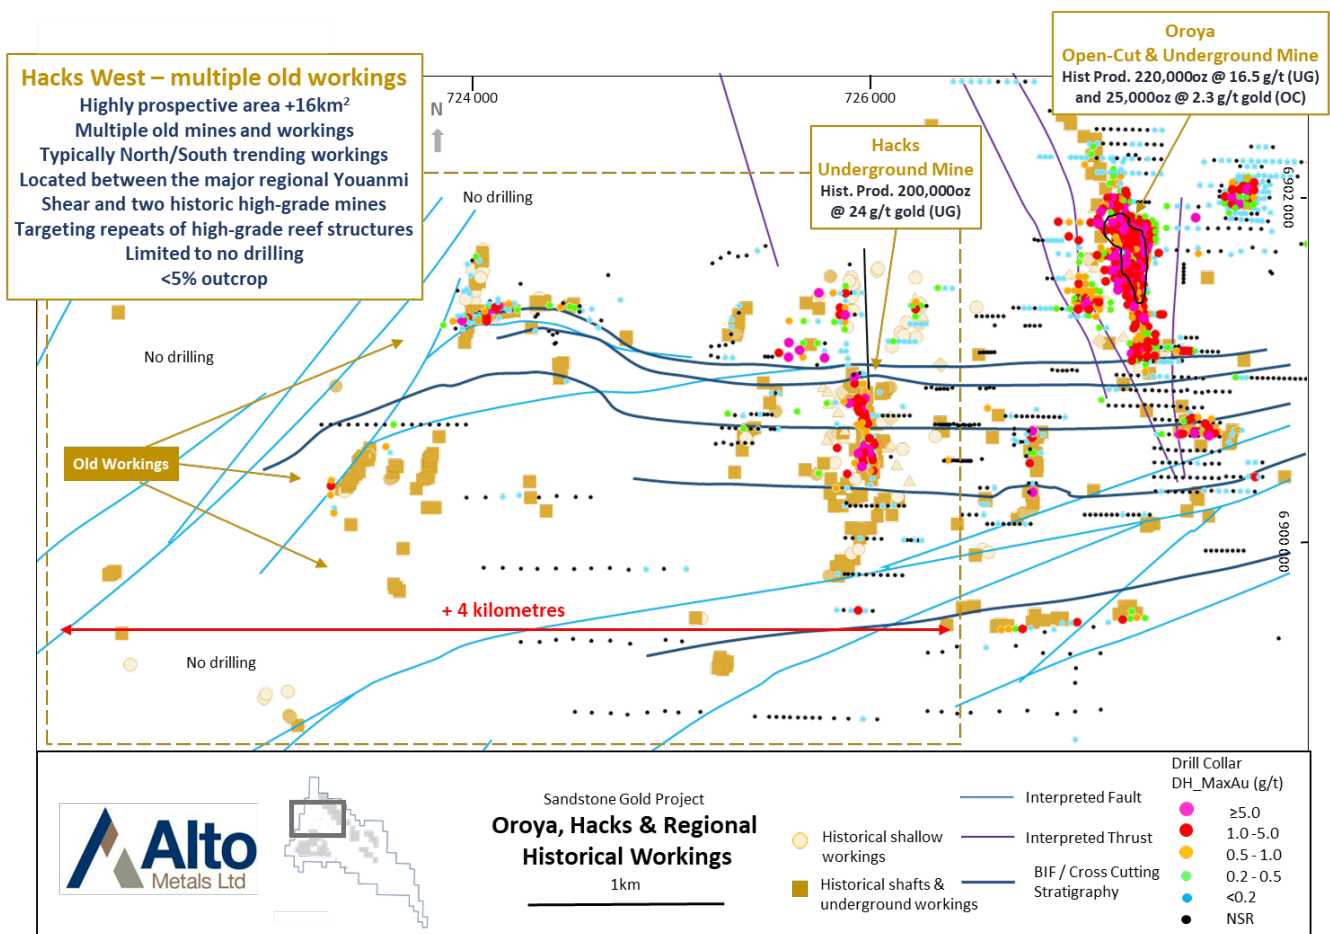 Oroya
Open-Cut & Underground Mine
Hist Prod. 220,000oz @ 16.5 g/t (UG)
and 25,000oz @ 2.3 g/t gold (OC)
Hacks West – multiple old workings
Highly prospective area +16km²
Multiple old mines and workings
Typically North/South trending workings
Located between the major regional Youanmi
Shear and two historic high-grade mines
Targeting repeats of high-grade reef structures
Limited to no drilling
<5% outcrop
724 000
726 000
N
Hacks
Underground Mine
Hist. Prod. 200,000oz
@ 24 g/t gold (UG)
6 902 000
No drilling
No drilling
Old Workings
6 900 000
+ 4 kilometres
No drilling
Alto
Metals Ltd
Sandstone Gold Project
Oroya, Hacks & Regional
Historical Workings
1km
Historical shallow
workings
Historical shafts &
underground workings
Interpreted Fault
Interpreted Thrust
BIF / Cross Cutting
Stratigraphy
Drill Collar
DH_MaxAu (g/t)
≥5.0
1.0 -5.0
0.5 - 1.0
0.2 - 0.5
<0.2
NSR